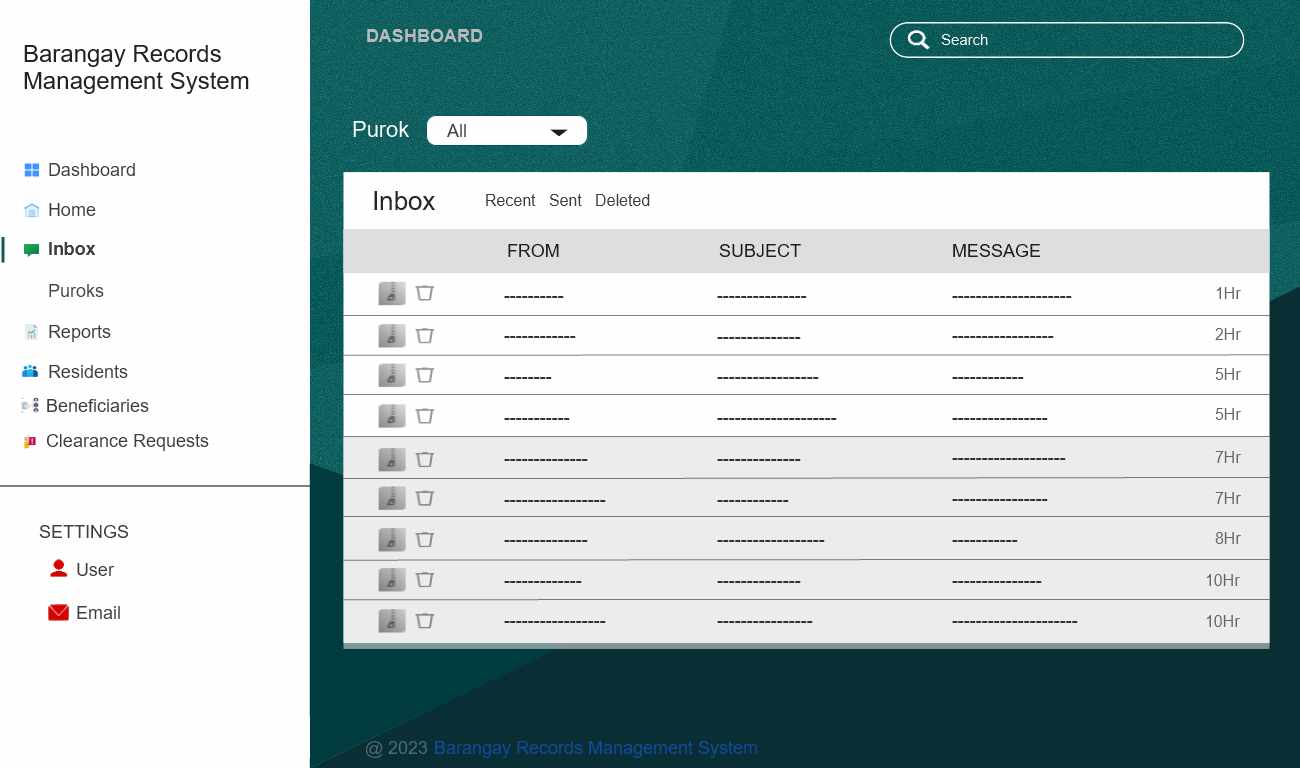 Barangay Records
Management System
Dashboard
Home
Inbox
Puroks
Reports
Residents
Beneficiaries
Clearance Requests
SETTINGS
User
Email
DASHBOARD
Search
Purok All
Inbox Recent Sent Deleted
FROM SUBJECT MESSAGE
---------- --------------- -------------------- 1Hr
------------ -------------- ----------------- 2Hr
-------- ----------------- ------------ 5Hr
----------- -------------------- ---------------- 5Hr
-------------- -------------- ------------------- 7Hr
----------------- ------------ ---------------- 7Hr
-------------- ------------------ ----------- 8Hr
------------- -------------- --------------- 10Hr
----------------- ---------------- --------------------- 10Hr
@ 2023 Barangay Records Management System